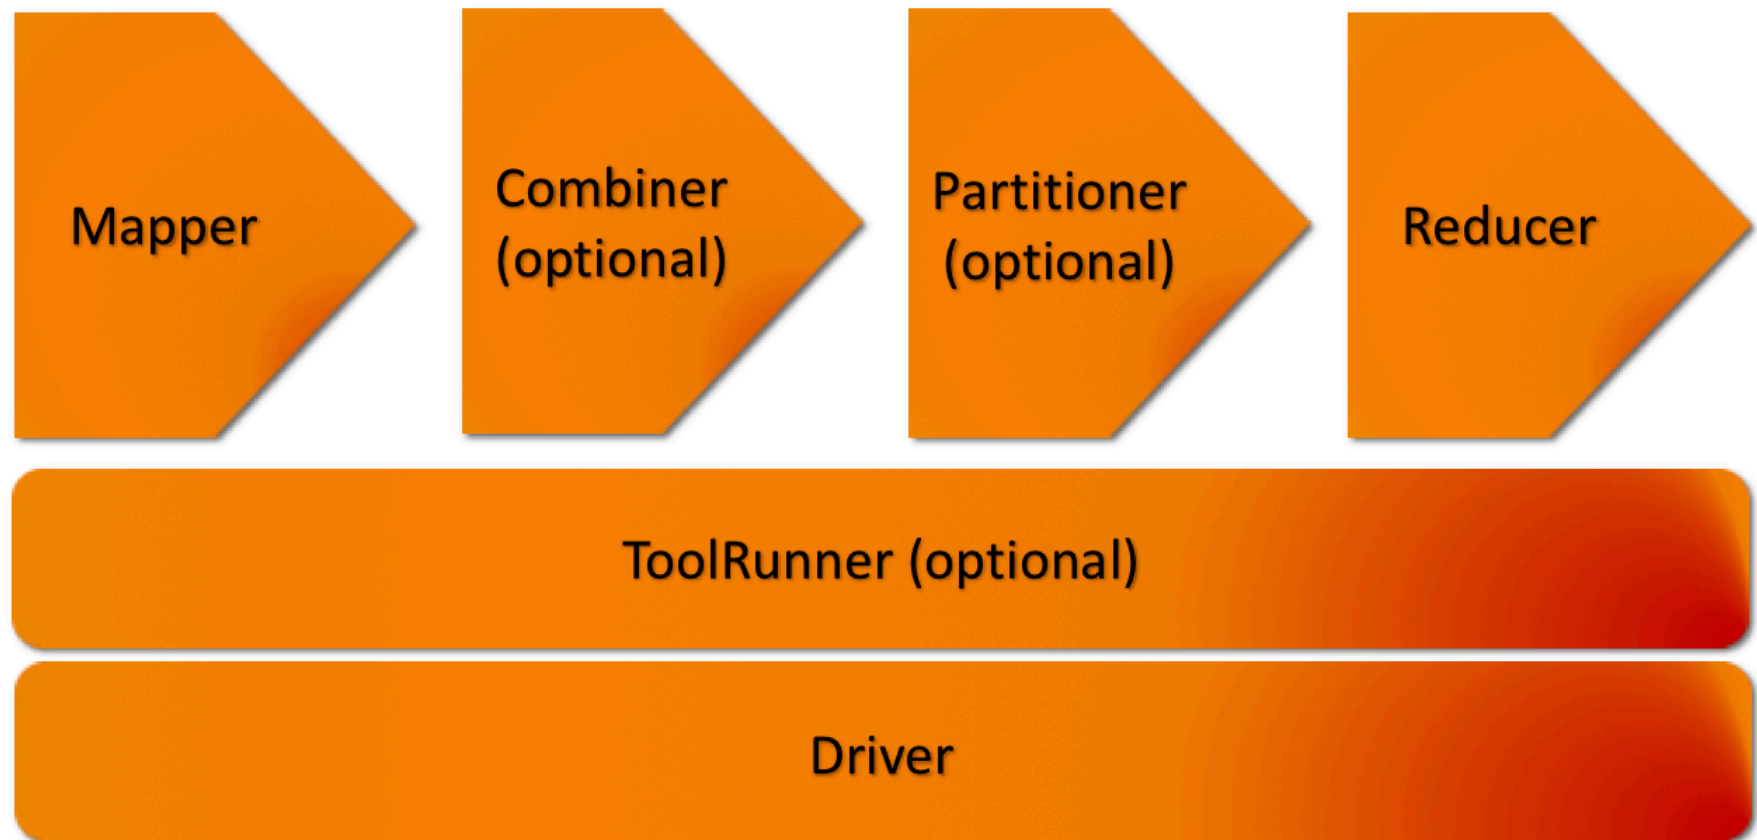 Mapper
Combiner
(optional)
Partitioner
(optional)
Reducer
ToolRunner (optional)
Driver